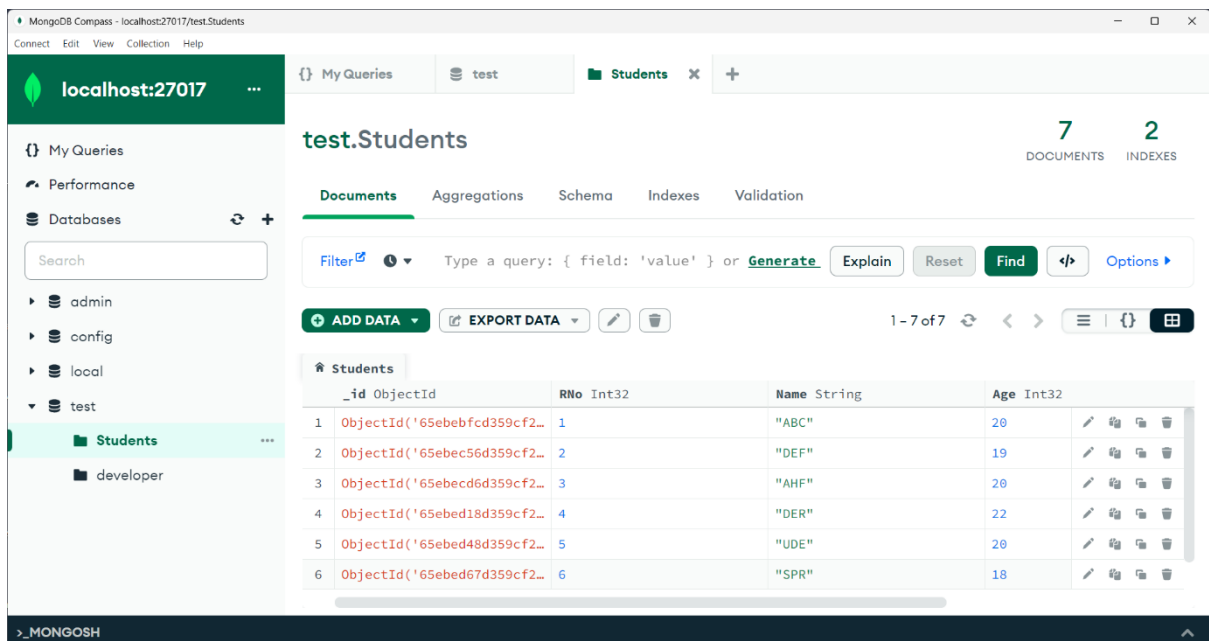 MongoDB Compass - localhost:27017/test.Students
Connect Edit View Collection Help
localhost:27017 ...
{} My Queries
Performance
Databases
Search
admin
config
local
test
Students ...
developer
{} My Queries test Students +
test.Students
7 DOCUMENTS
2 INDEXES
Documents Aggregations Schema Indexes Validation
Filter Type a query: { field: 'value' } or Generate Explain Reset Find </> Options
ADD DATA EXPORT DATA 1 – 7 of 7 {}
Students
_id ObjectId RNo Int32 Name String Age Int32
1 ObjectId('65ebebfcd359cf2… 1 "ABC" 20
2 ObjectId('65ebec56d359cf2… 2 "DEF" 19
3 ObjectId('65ebecd6d359cf2… 3 "AHF" 20
4 ObjectId('65ebed18d359cf2… 4 "DER" 22
5 ObjectId('65ebed48d359cf2… 5 "UDE" 20
6 ObjectId('65ebed67d359cf2… 6 "SPR" 18
>_MONGOSH